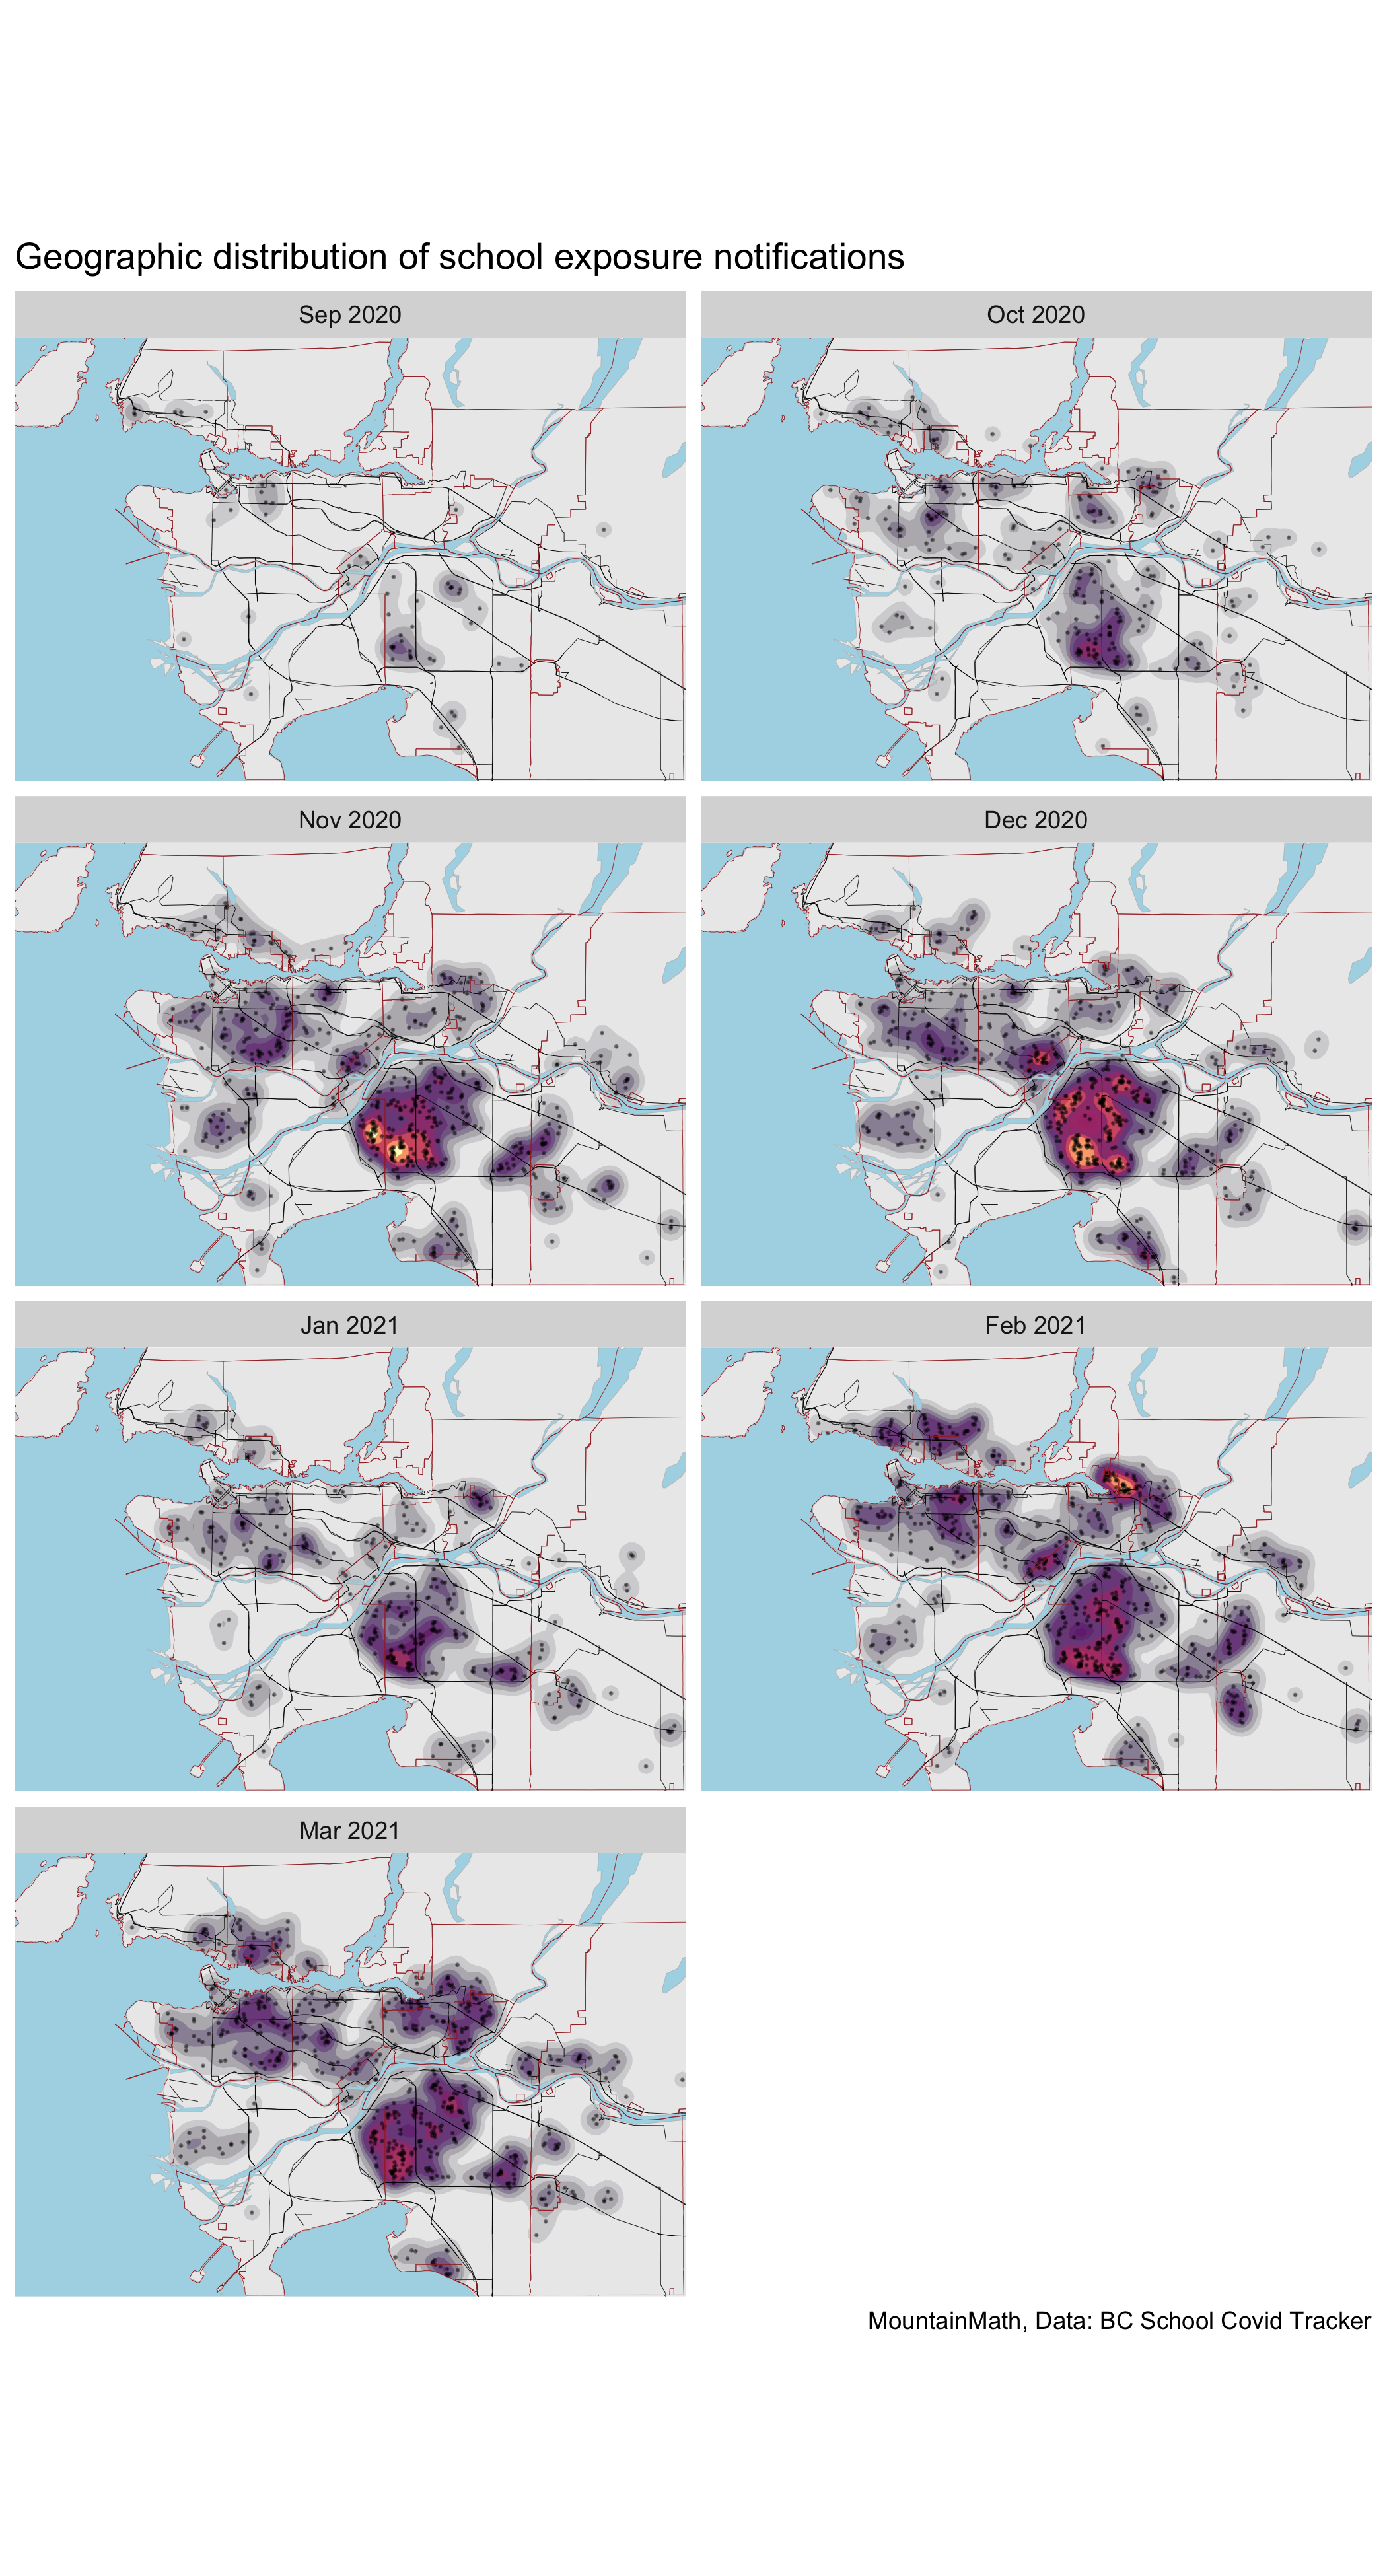 Geographic distribution of school exposure notifications
Sep 2020
Oct 2020
Nov 2020
Dec 2020
Jan 2021
Feb 2021
Mar 2021
MountainMath, Data: BC School Covid Tracker